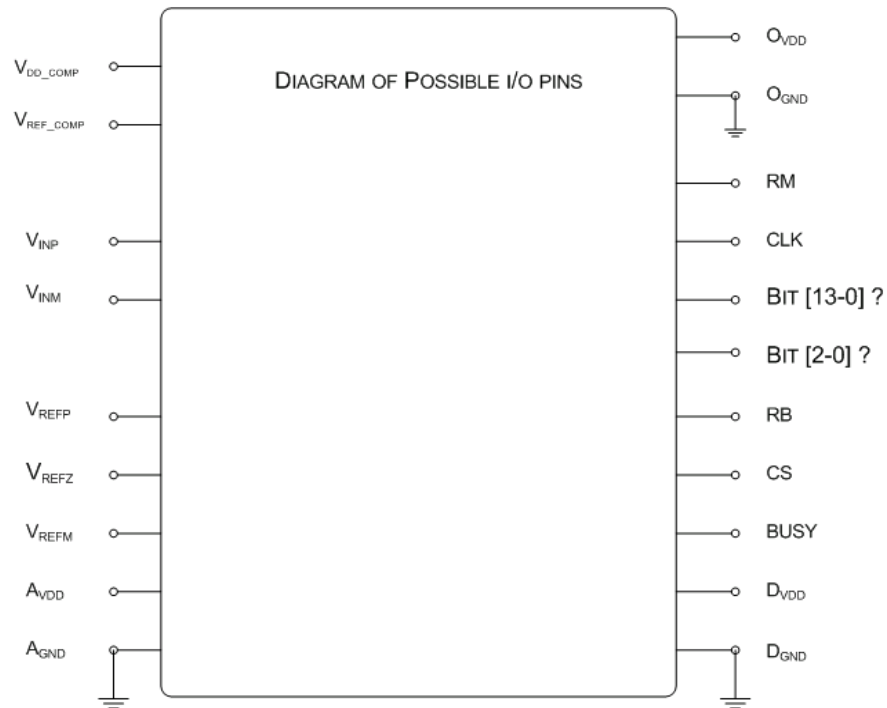 DIAGRAM OF POSSIBLE I/O PINS
VDD_COMP
VREF_COMP
VINP
VINM
VREFP
VREFZ
VREFM
AVDD
AGND
OVDD
OGND
RM
CLK
BIT [13-0] ?
BIT [2-0] ?
RB
CS
BUSY
DVDD
DGND